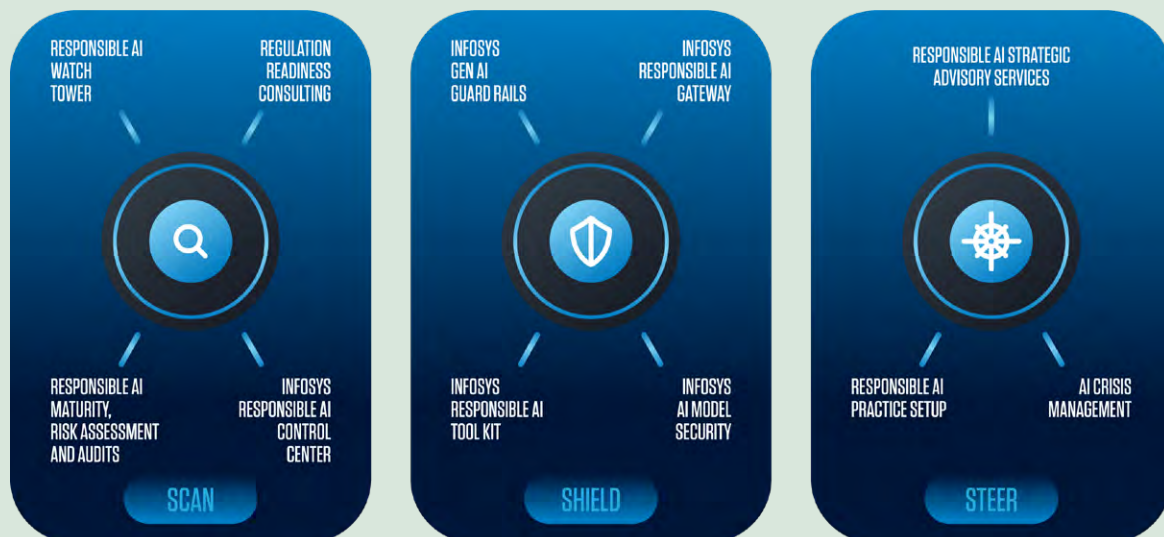 RESPONSIBLE AI
WATCH
TOWER
REGULATION
READINESS
CONSULTING
RESPONSIBLE AI
MATURITY,
RISK ASSESSMENT
AND AUDITS
INFOSYS
RESPONSIBLE AI
CONTROL
CENTER
SCAN
INFOSYS
GEN AI
GUARD RAILS
INFOSYS
RESPONSIBLE AI
GATEWAY
INFOSYS
RESPONSIBLE AI
TOOL KIT
INFOSYS
AI MODEL
SECURITY
SHIELD
RESPONSIBLE AI STRATEGIC
ADVISORY SERVICES
RESPONSIBLE AI
PRACTICE SETUP
AI CRISIS
MANAGEMENT
STEER